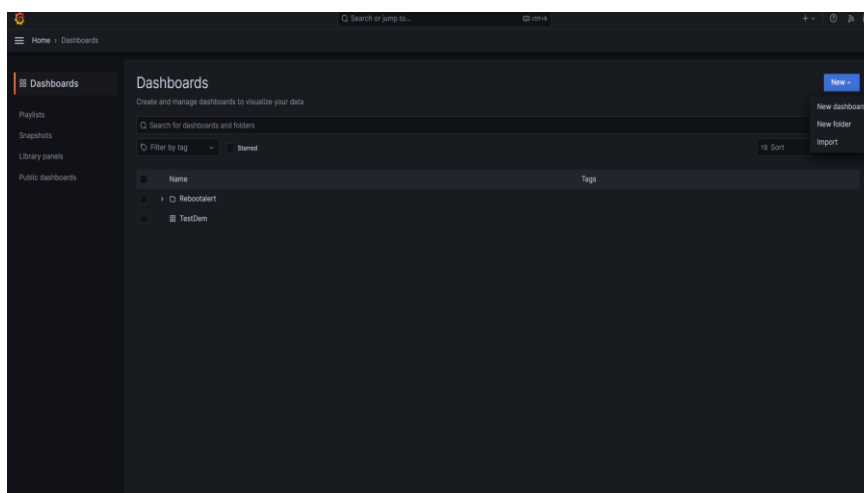 Search or jump to...
ctrl+k
Home › Dashboards
Dashboards
Playlists
Snapshots
Library panels
Public dashboards
Dashboards
Create and manage dashboards to visualize your data
New
New dashboard
New folder
Import
Search for dashboards and folders
Filter by tag
Starred
Sort
Name Tags
Rebootalert
TestDem